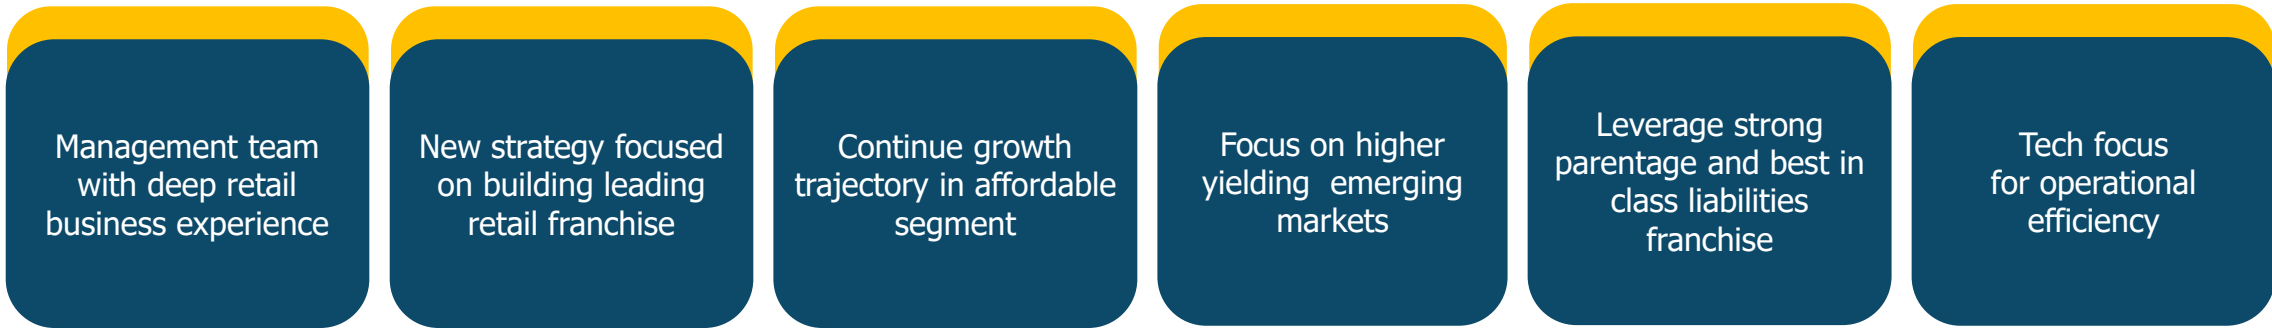 Management team
with deep retail
business experience
New strategy focused
on building leading
retail franchise
Continue growth
trajectory in affordable
segment
Focus on higher
yielding  emerging
markets
Leverage strong
parentage and best in
class liabilities
franchise
Tech focus
for operational
efficiency